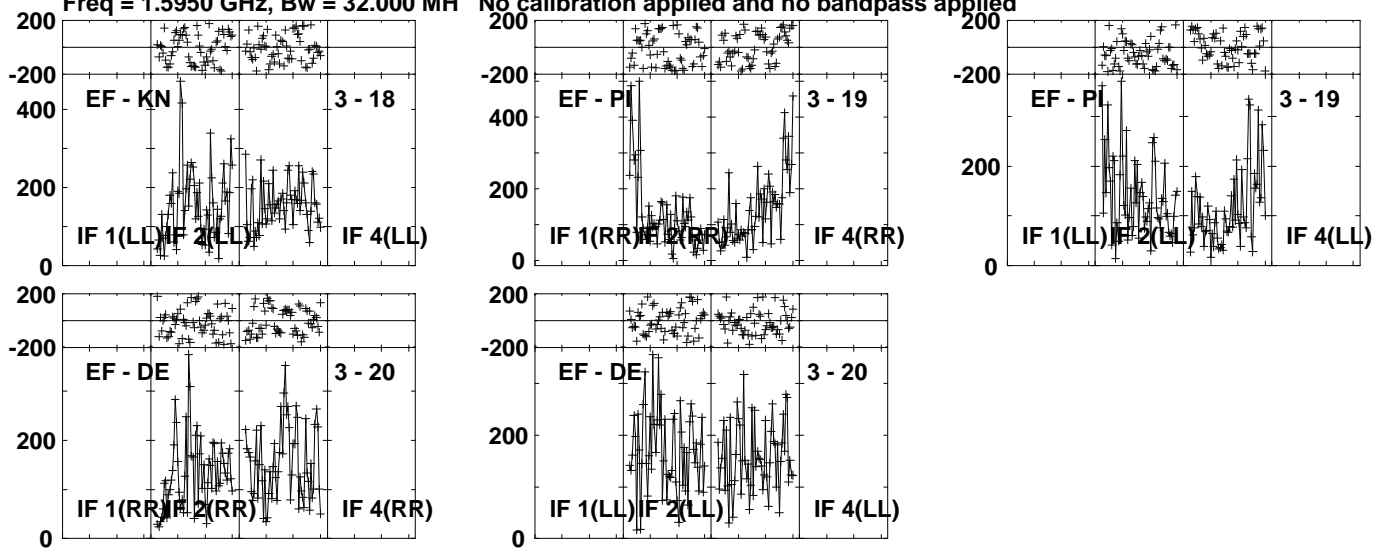 Freq = 1.5950 GHz, Bw = 32.000 MH No calibration applied and no bandpass applied
200
-200
EF - KN 3 - 18
400
200
IF 1(LL) IF 2(LL) IF 4(LL)
0
200
-200
EF - PI 3 - 19
400
200
IF 1(RR) IF 2(RR) IF 4(RR)
0
200
-200
EF - PI 3 - 19
200
IF 1(LL) IF 2(LL) IF 4(LL)
0
200
-200
EF - DE 3 - 20
200
IF 1(RR) IF 2(RR) IF 4(RR)
0
200
-200
EF - DE 3 - 20
200
IF 1(LL) IF 2(LL) IF 4(LL)
0